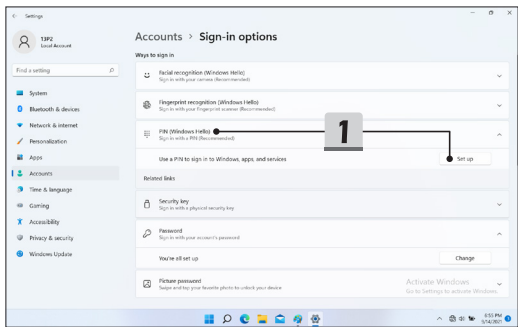 Settings
13P2
Local Account
Find a setting
System
Bluetooth & devices
Network & internet
Personalization
Apps
Accounts
Time & language
Gaming
Accessibility
Privacy & security
Windows Update
Accounts > Sign-in options
Ways to sign in
Facial recognition (Windows Hello)
Sign in with your camera (Recommended)
Fingerprint recognition (Windows Hello)
Sign in with your fingerprint scanner (Recommended)
PIN (Windows Hello)
Sign in with a PIN (Recommended)
1
Use a PIN to sign in to Windows, apps, and services
Set up
Related links
Security key
Sign in with a physical security key
Password
Sign in with your account's password
You're all set up
Change
Picture password
Swipe and tap your favorite photo to unlock your device
Activate Windows
Go to Settings to activate Windows.
6:53 PM
5/14/2021